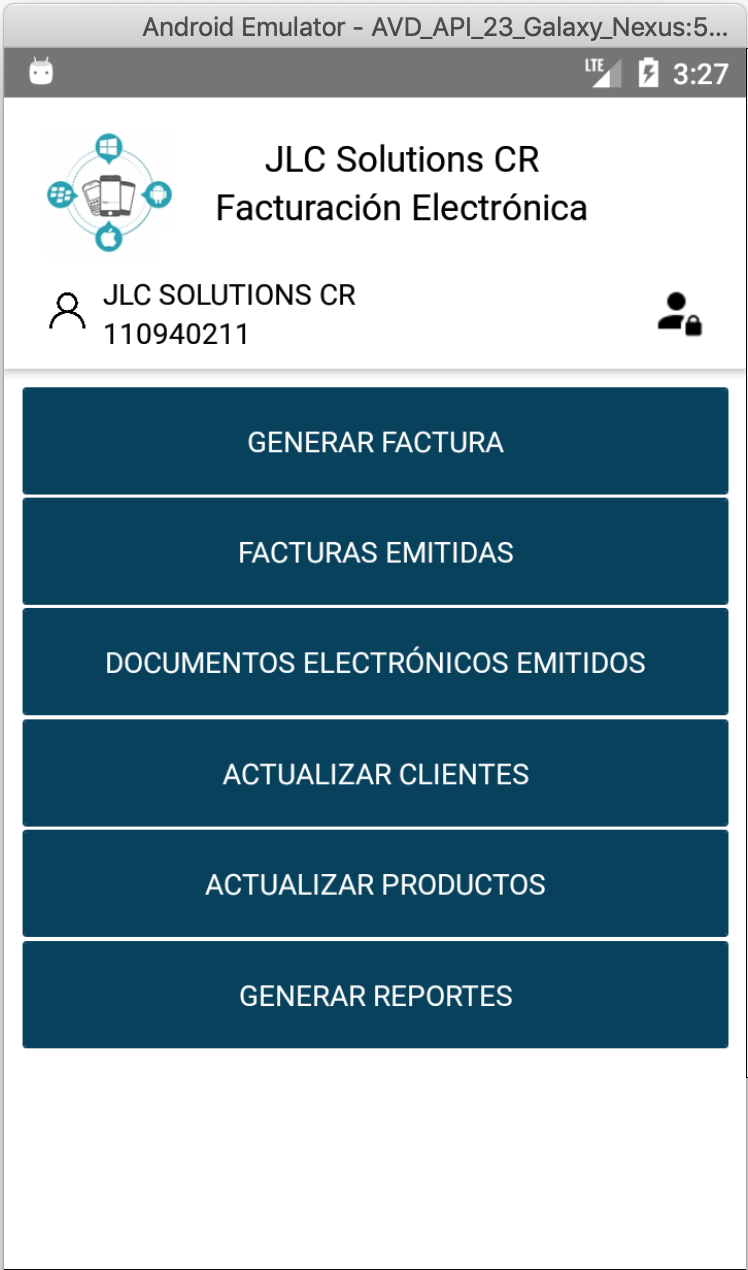 Android Emulator - AVD_API_23_Galaxy_Nexus:5...
LTE 3:27
JLC Solutions CR
Facturación Electrónica
JLC SOLUTIONS CR
110940211
GENERAR FACTURA
FACTURAS EMITIDAS
DOCUMENTOS ELECTRÓNICOS EMITIDOS
ACTUALIZAR CLIENTES
ACTUALIZAR PRODUCTOS
GENERAR REPORTES